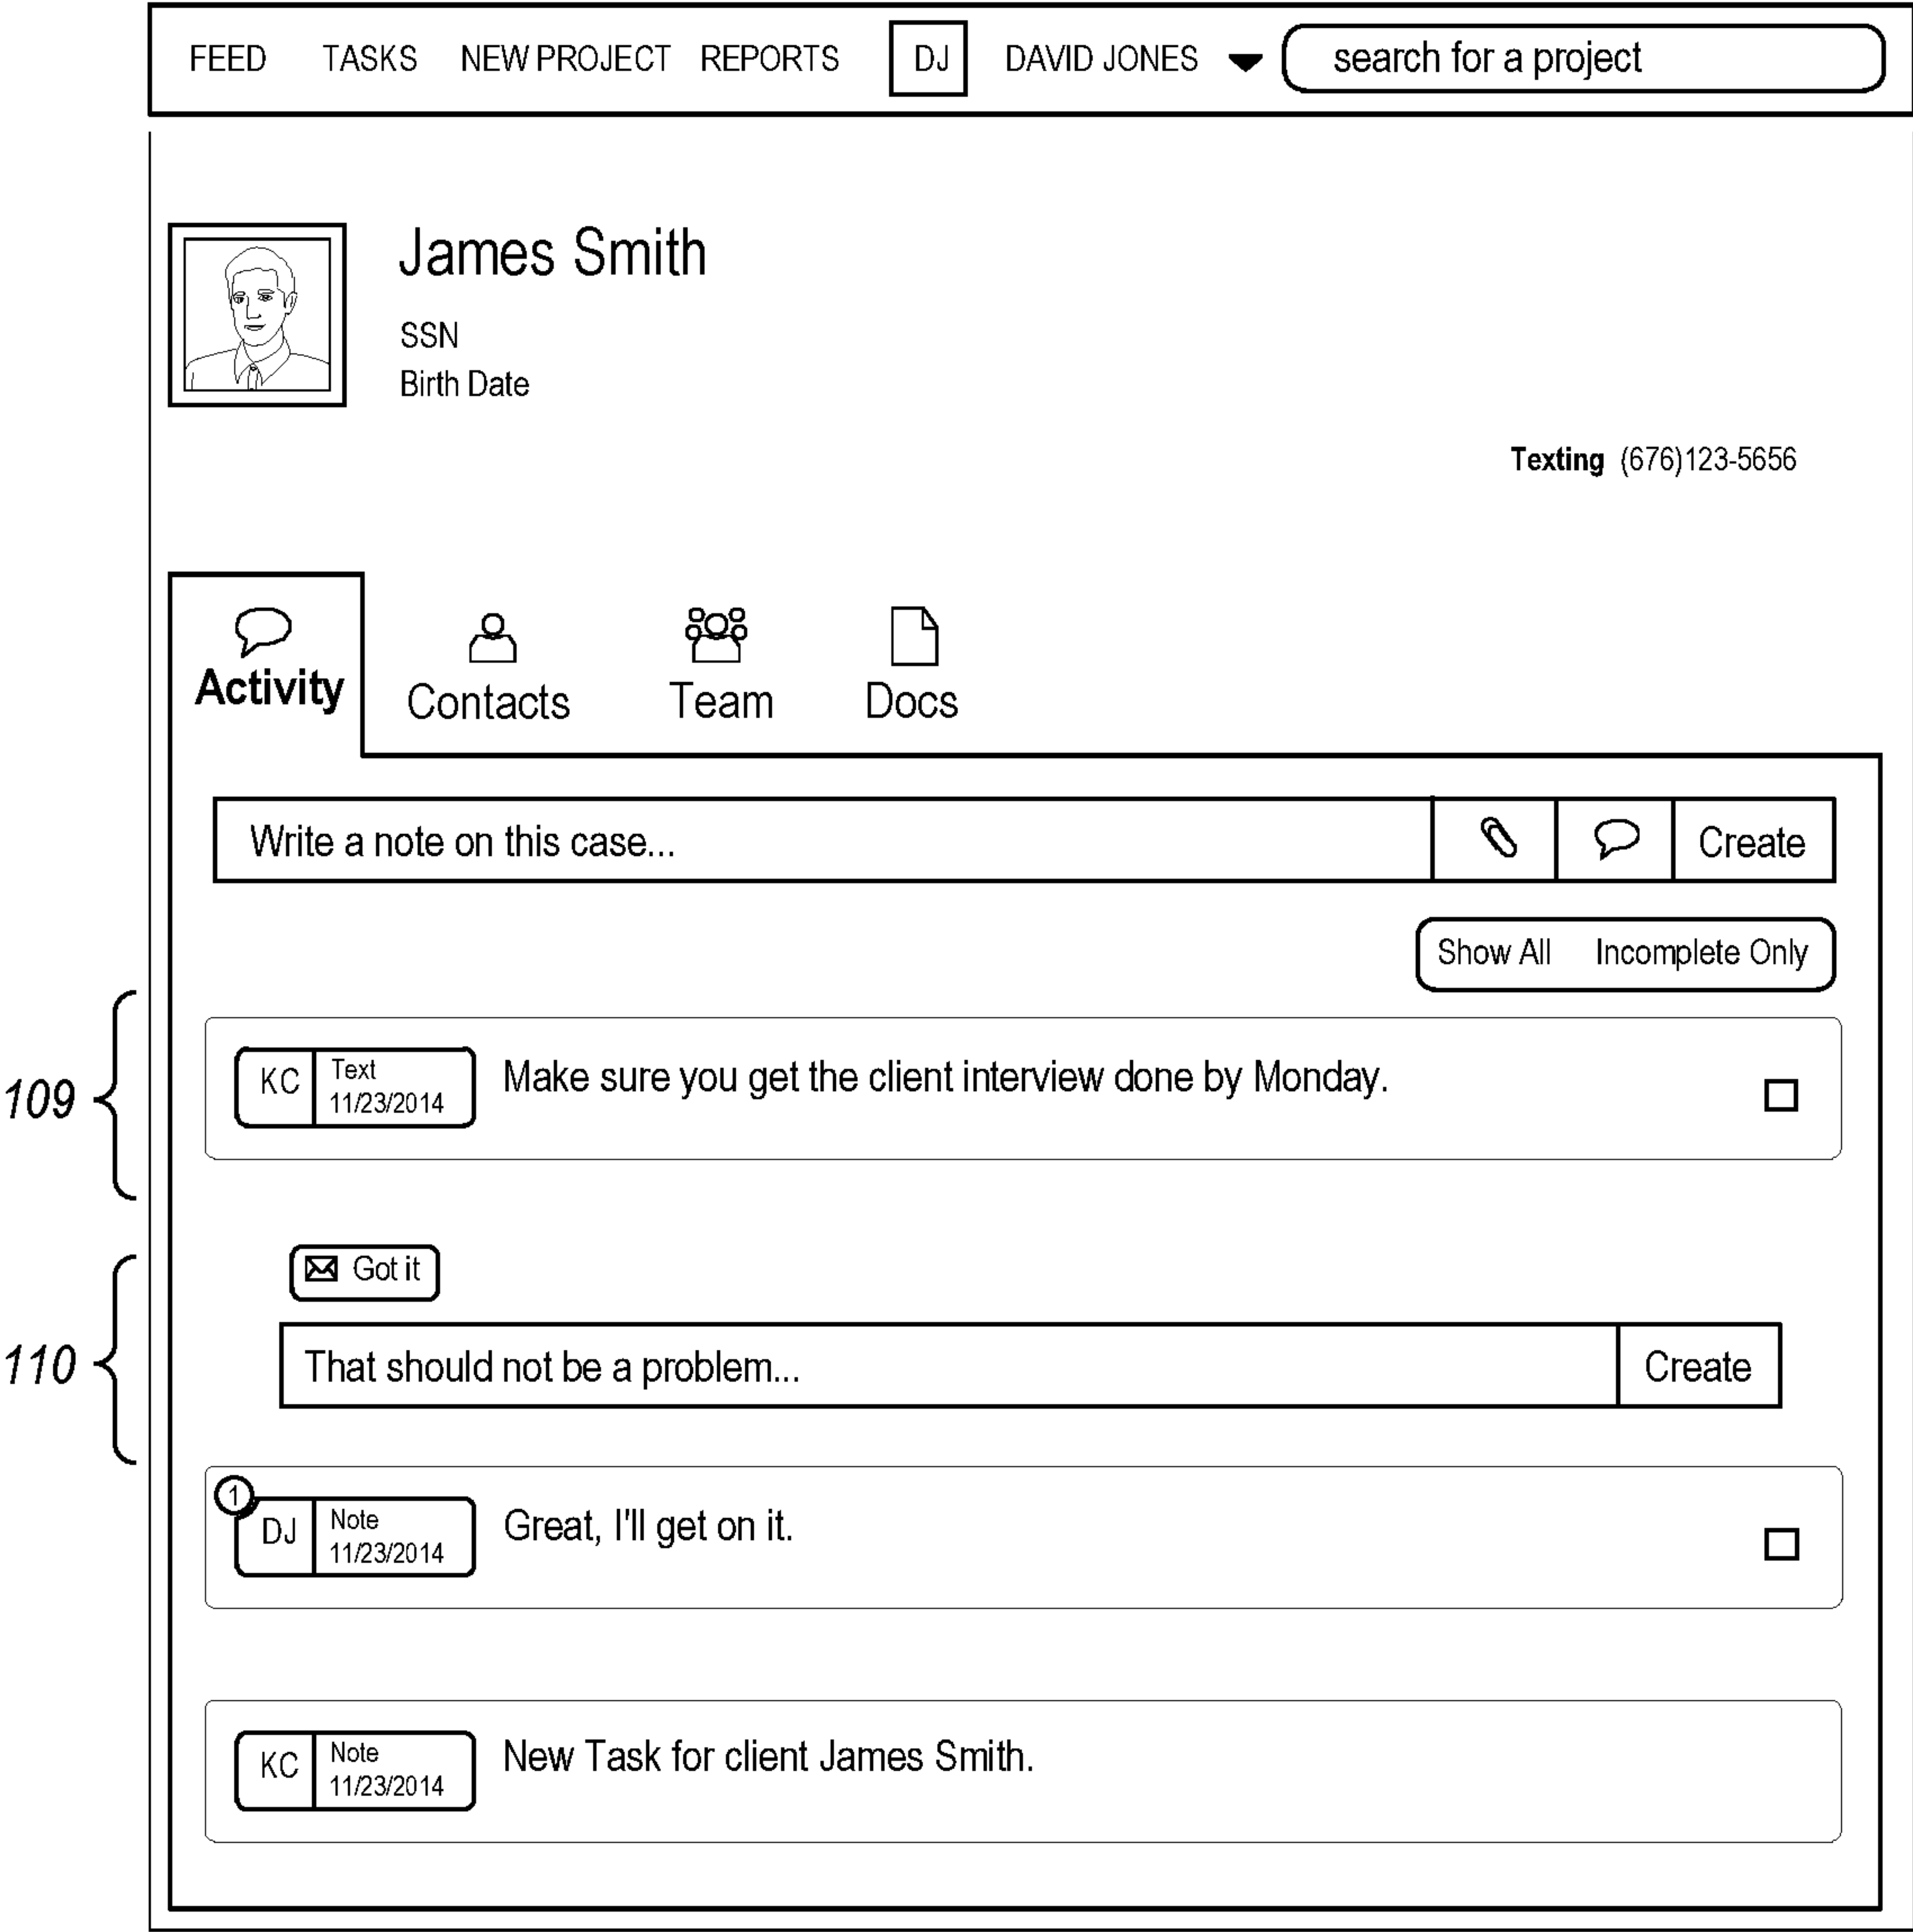 FEED TASKS NEW PROJECT REPORTS DJ DAVID JONES search for a project
James Smith
SSN
Birth Date
Texting (676)123-5656
Activity Contacts Team Docs
Write a note on this case... Create
Show All Incomplete Only
109
KC Text 11/23/2014 Make sure you get the client interview done by Monday.
Got it
110
That should not be a problem... Create
1
DJ Note 11/23/2014 Great, I'll get on it.
KC Note 11/23/2014 New Task for client James Smith.